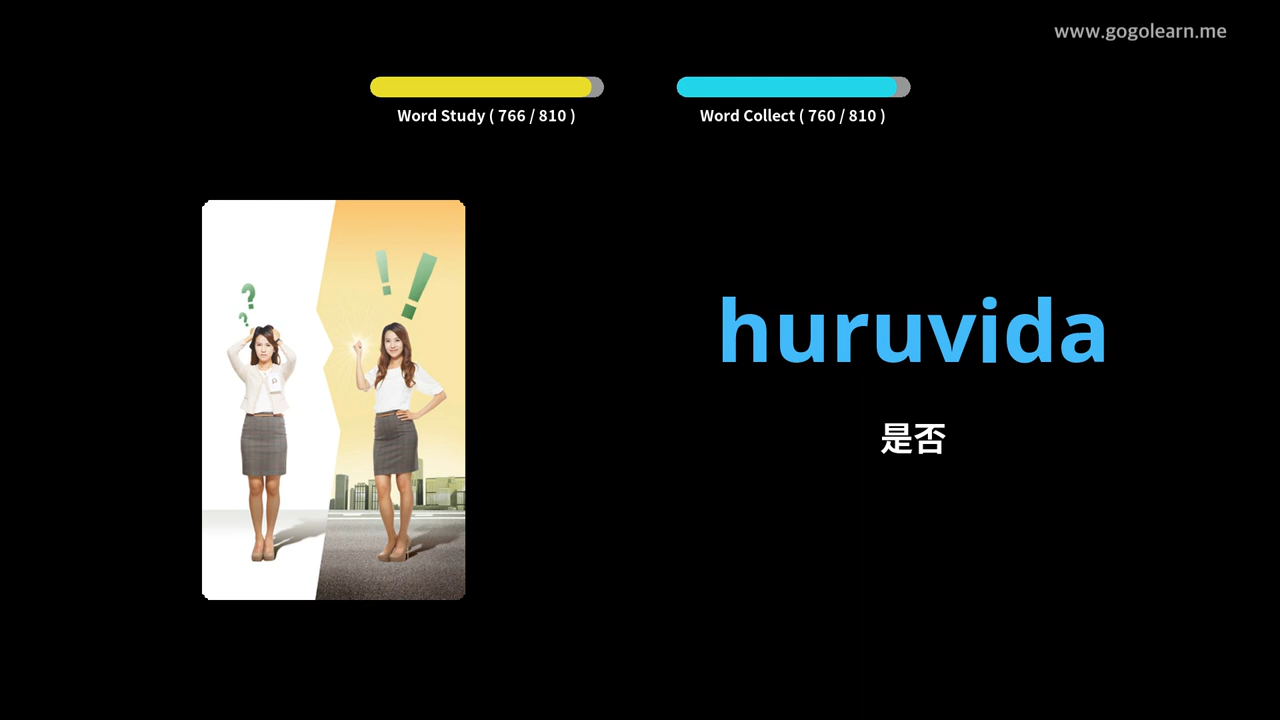 www.gogolearn.me
Word Study ( 766 / 810 )
Word Collect ( 760 / 810 )
? !!
?
huruvida
是否